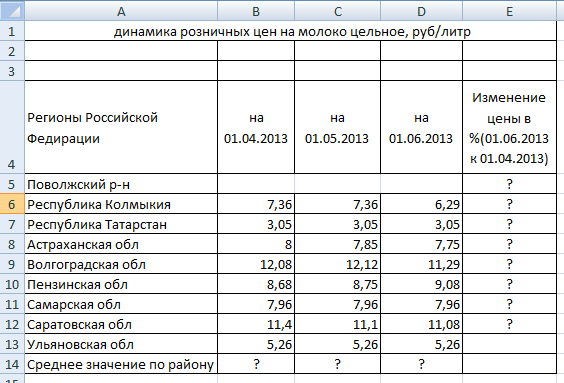 A B C D E
1 динамика розничных цен на молоко цельное, руб/литр
2
3
4 Регионы Российской Федирации на 01.04.2013 на 01.05.2013 на 01.06.2013 Изменение цены в %(01.06.2013 к 01.04.2013)
5 Поволжский р-н ?
6 Республика Колмыкия 7,36 7,36 6,29 ?
7 Республика Татарстан 3,05 3,05 3,05 ?
8 Астраханская обл 8 7,85 7,75 ?
9 Волгоградская обл 12,08 12,12 11,29 ?
10 Пензинская обл 8,68 8,75 9,08 ?
11 Самарская обл 7,96 7,96 7,96 ?
12 Саратовская обл 11,4 11,1 11,08 ?
13 Ульяновская обл 5,26 5,26 5,26
14 Среднее значение по району ? ? ?